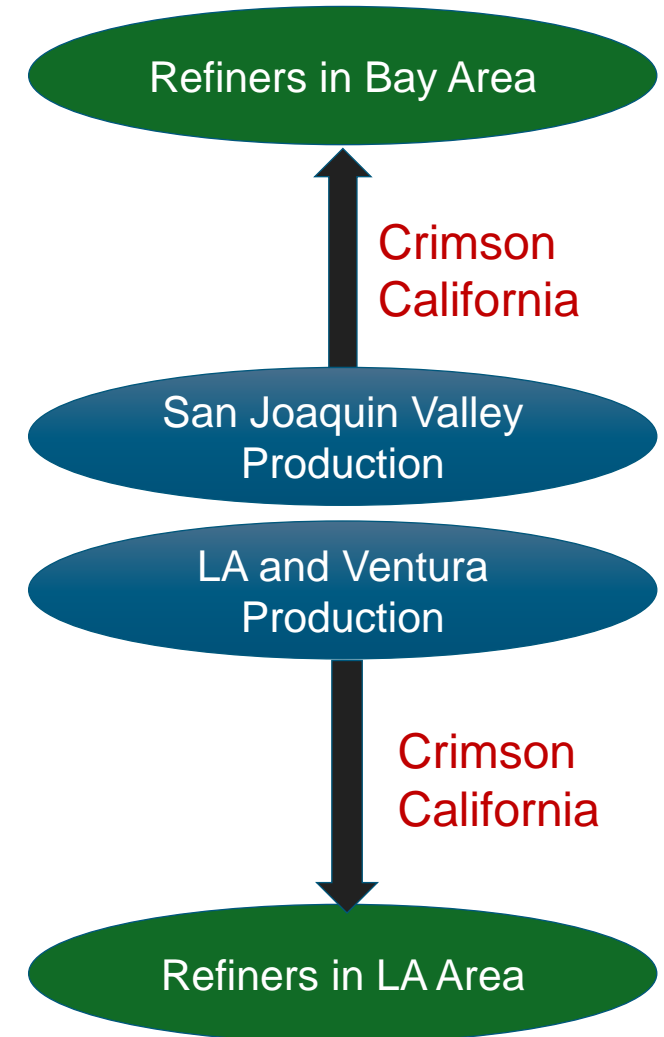 Refiners in Bay Area
Crimson
California
San Joaquin Valley
Production
LA and Ventura
Production
Crimson
California
Refiners in LA Area